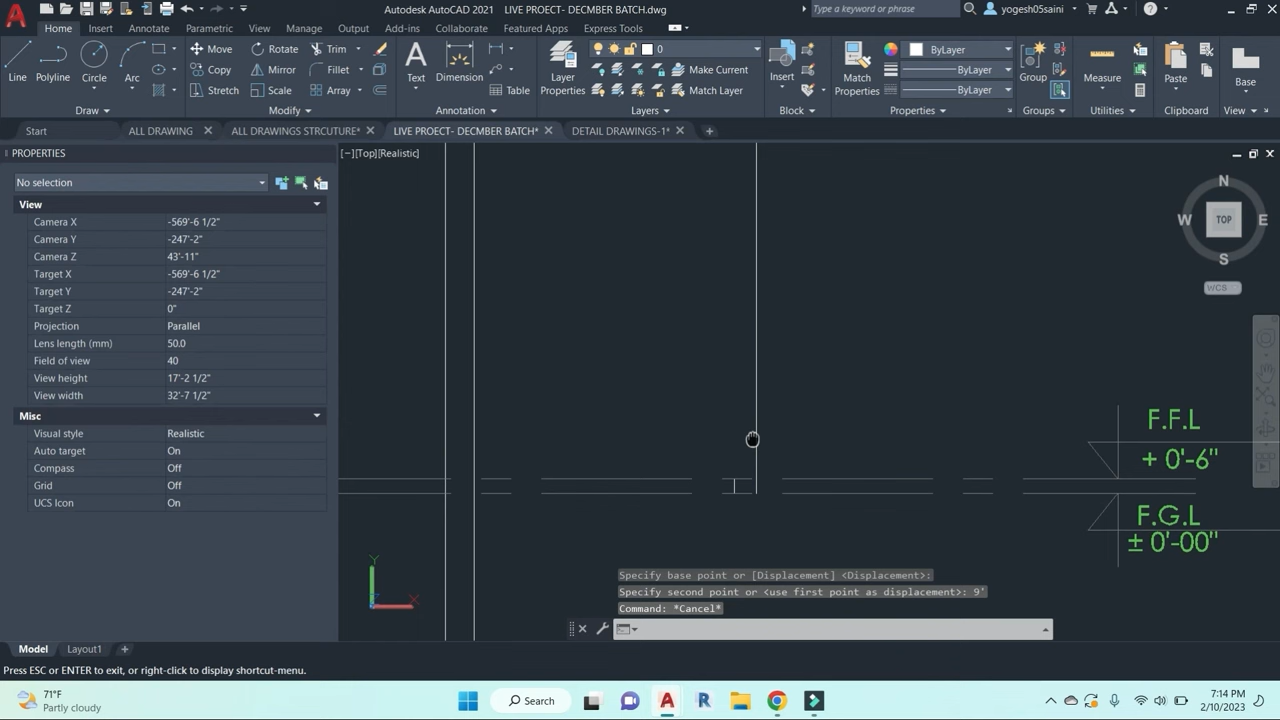 Autodesk AutoCAD 2021 LIVE PROECT- DECMBER BATCH.dwg
Type a keyword or phrase
yogesh05saini
Home Insert Annotate Parametric View Manage Output Add-ins Collaborate Featured Apps Express Tools
Line Polyline Circle Arc
Move Rotate Trim
Copy Mirror Fillet
Stretch Scale Array
Text Dimension Table
Layer Properties
0
Make Current
Match Layer
Insert
Match Properties
ByLayer
ByLayer
ByLayer
Group
Measure
Paste
Base
Draw Modify Annotation Layers Block Properties Groups Utilities Clipboard View
Start ALL DRAWING ALL DRAWINGS STRCUTURE* LIVE PROECT- DECMBER BATCH* DETAIL DRAWINGS-1*
PROPERTIES
[−][Top][Realistic]
No selection
View
Camera X -569'-6 1/2"
Camera Y -247'-2"
Camera Z 43'-11"
Target X -569'-6 1/2"
Target Y -247'-2"
Target Z 0"
Projection Parallel
Lens length (mm) 50.0
Field of view 40
View height 17'-2 1/2"
View width 32'-7 1/2"
Misc
Visual style Realistic
Auto target On
Compass Off
Grid Off
UCS Icon On
N
W TOP E
S
WCS
F.F.L
+ 0'-6"
F.G.L
± 0'-00"
Y
X
Specify base point or [Displacement] <Displacement>:
Specify second point or <use first point as displacement>: 9'
Command: *Cancel*
Model Layout1
Press ESC or ENTER to exit, or right-click to display shortcut-menu.
71°F
Partly cloudy
Search
7:14 PM
2/10/2023